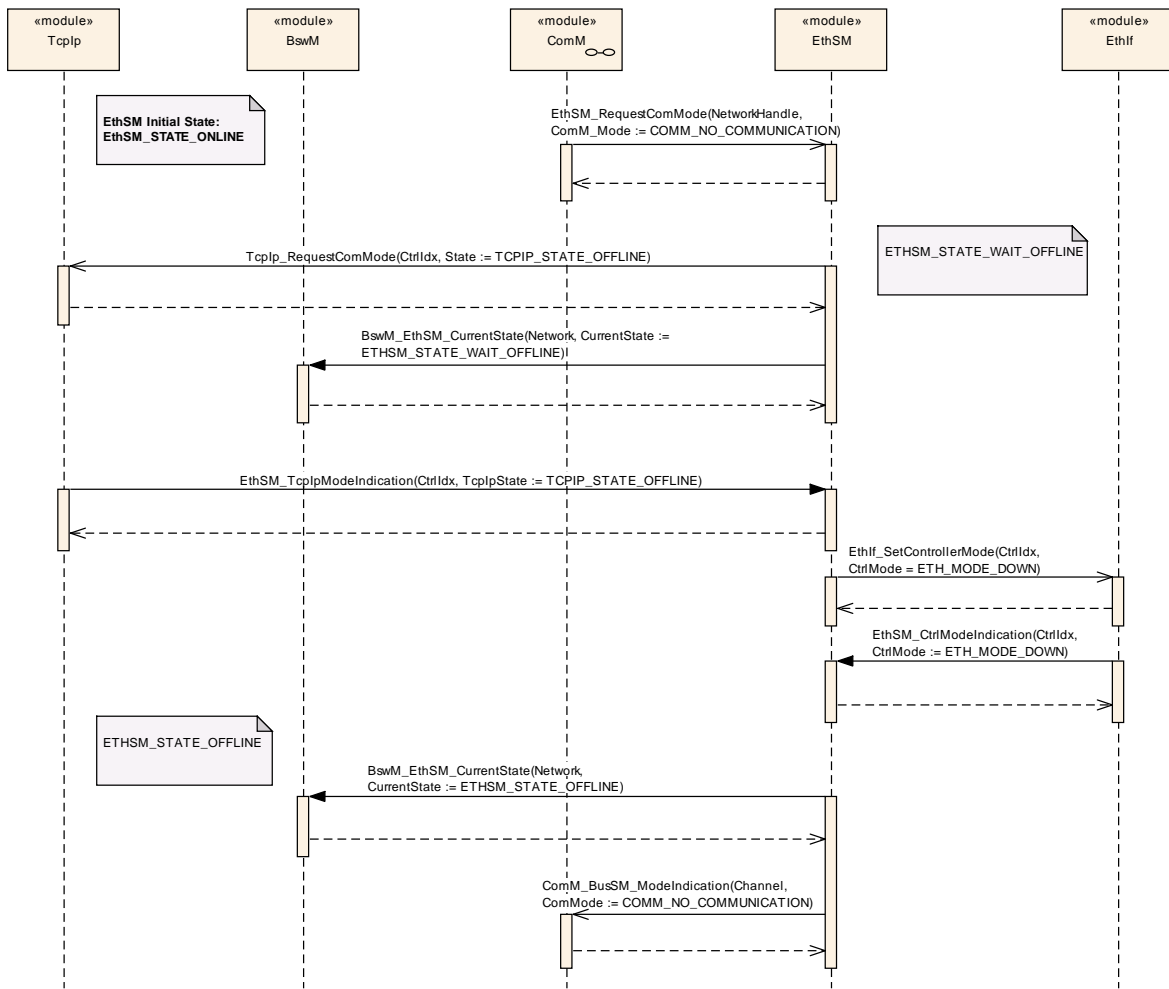 «module»
TcpIp
«module»
BswM
«module»
ComM
«module»
EthSM
«module»
EthIf
EthSM Initial State:
EthSM_STATE_ONLINE
EthSM_RequestComMode(NetworkHandle,
ComM_Mode := COMM_NO_COMMUNICATION)
ETHSM_STATE_WAIT_OFFLINE
TcpIp_RequestComMode(CtrlIdx, State := TCPIP_STATE_OFFLINE)
BswM_EthSM_CurrentState(Network, CurrentState :=
ETHSM_STATE_WAIT_OFFLINE)
EthSM_TcpIpModeIndication(CtrlIdx, TcpIpState := TCPIP_STATE_OFFLINE)
EthIf_SetControllerMode(CtrlIdx,
CtrlMode = ETH_MODE_DOWN)
EthSM_CtrlModeIndication(CtrlIdx,
CtrlMode := ETH_MODE_DOWN)
ETHSM_STATE_OFFLINE
BswM_EthSM_CurrentState(Network,
CurrentState := ETHSM_STATE_OFFLINE)
ComM_BusSM_ModeIndication(Channel,
ComMode := COMM_NO_COMMUNICATION)